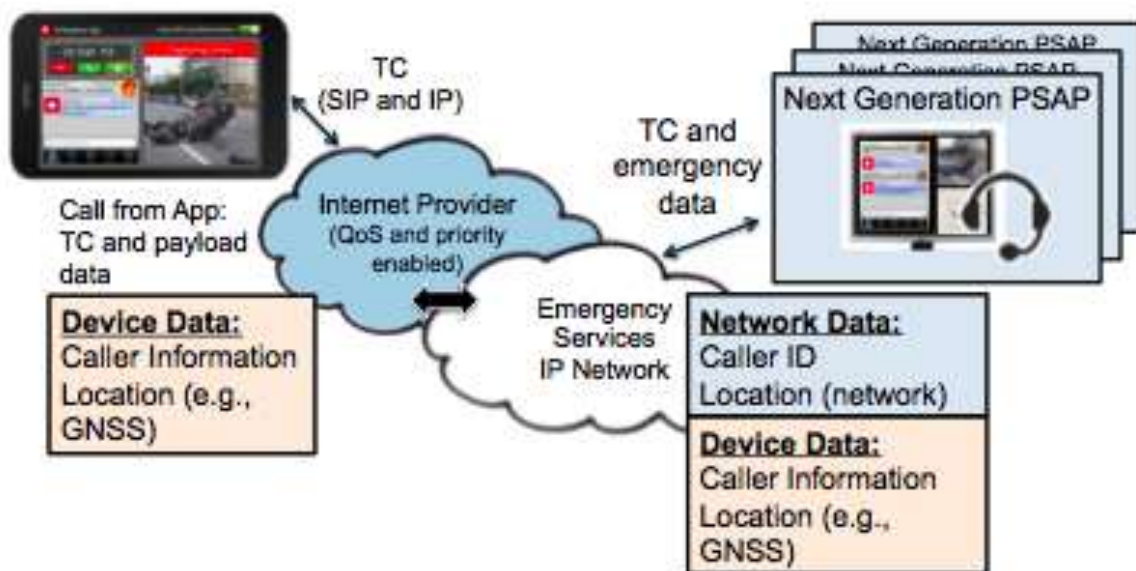 TC
(SIP and IP)
Next Generation PSAP
Next Generation PSAP
Next Generation PSAP
TC and
emergency
data
Call from App:
TC and payload
data
Internet Provider
(QoS and priority
enabled)
Emergency
Services
IP Network
Device Data:
Caller Information
Location (e.g.,
GNSS)
Network Data:
Caller ID
Location (network)
Device Data:
Caller Information
Location (e.g.,
GNSS)